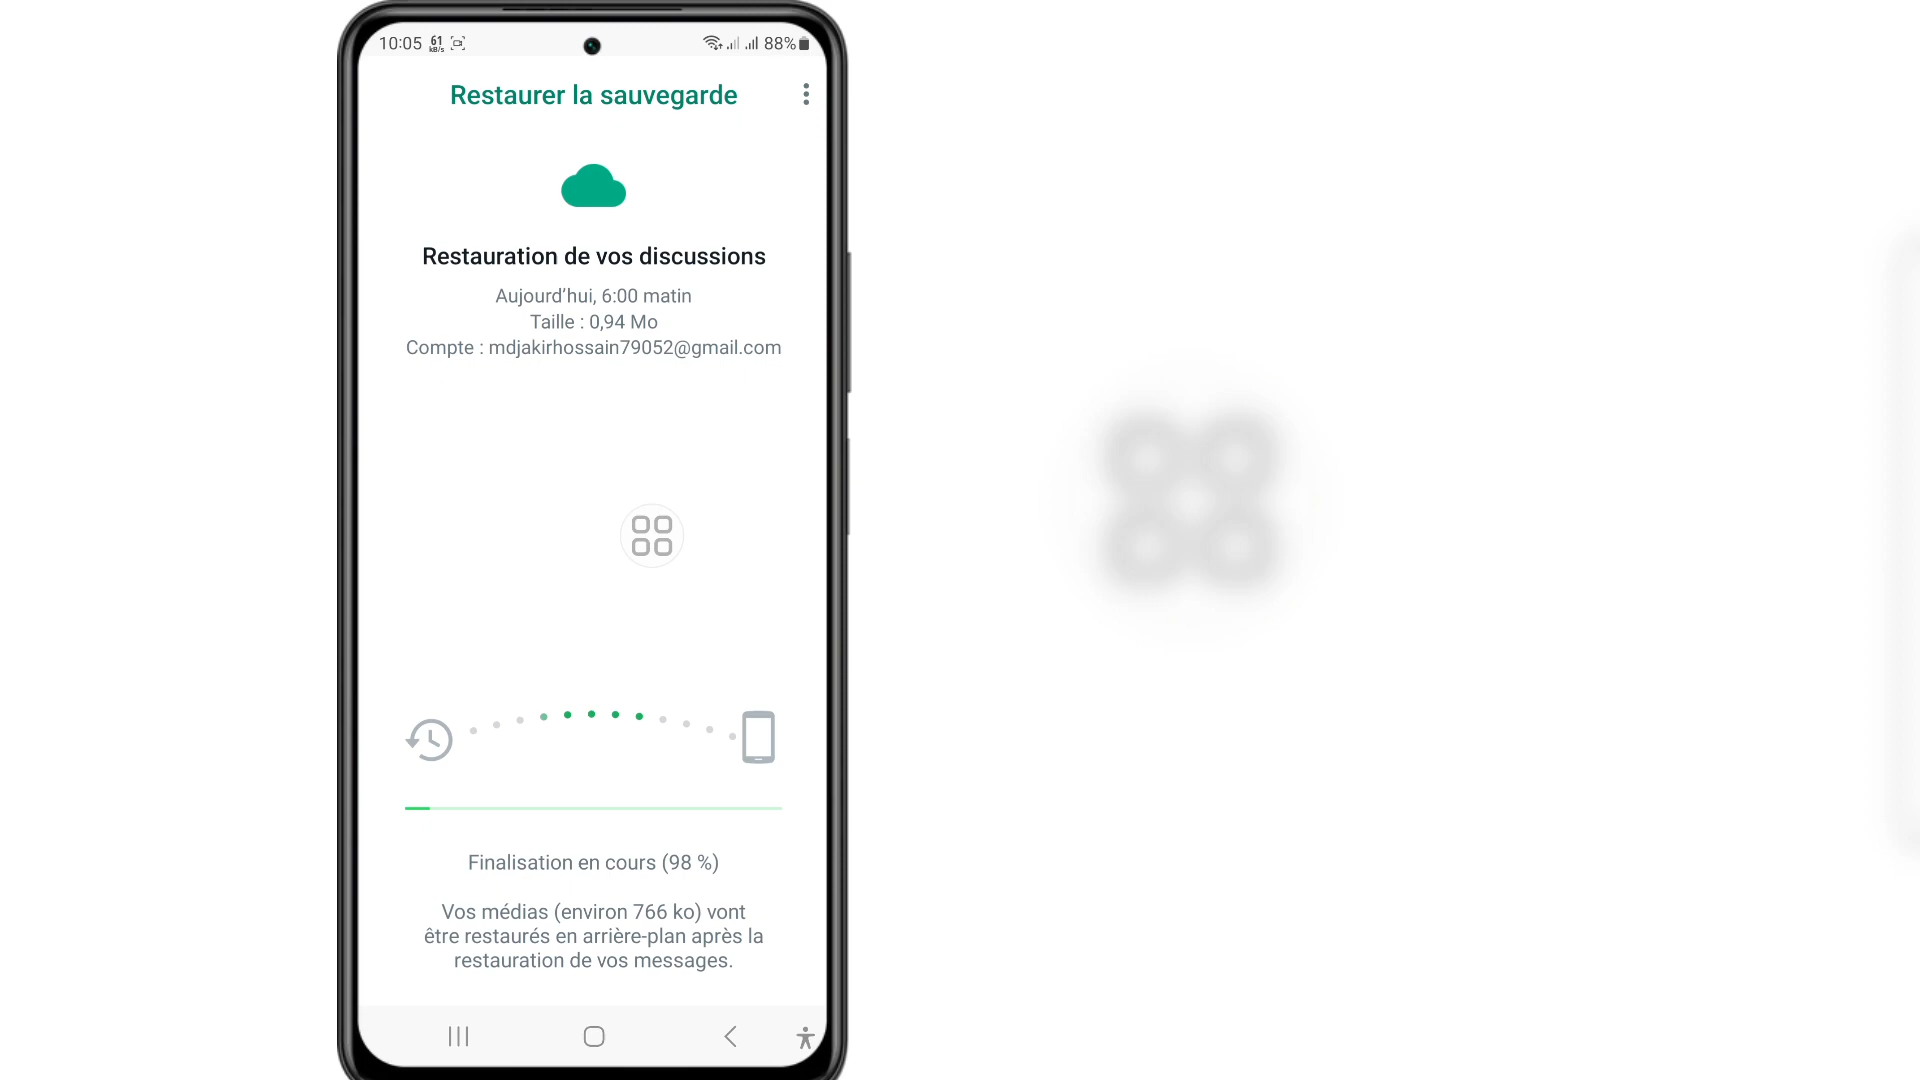 10:05 61 kB/s 88%
Restaurer la sauvegarde
Restauration de vos discussions
Aujourd’hui, 6:00 matin
Taille : 0,94 Mo
Compte : mdjakirhossain79052@gmail.com
Finalisation en cours (98 %)
Vos médias (environ 766 ko) vont
être restaurés en arrière-plan après la
restauration de vos messages.